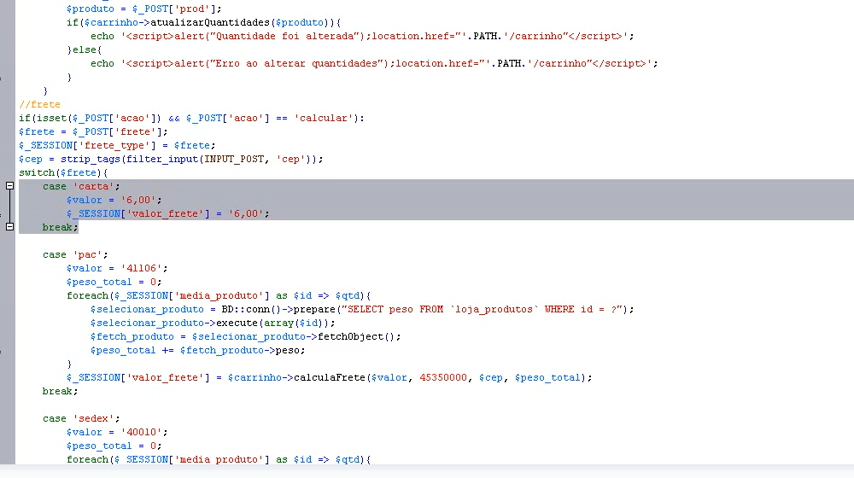 $produto = $_POST['prod'];
if($carrinho->atualizarQuantidades($produto)){
echo '<script>alert("Quantidade foi alterada");location.href="'.PATH.'/carrinho"</script>';
}else{
echo '<script>alert("Erro ao alterar quantidades");location.href="'.PATH.'/carrinho"</script>';
}
}
//frete
if(isset($_POST['acao']) && $_POST['acao'] == 'calcular'):
$frete = $_POST['frete'];
$_SESSION['frete_type'] = $frete;
$cep = strip_tags(filter_input(INPUT_POST, 'cep'));
switch($frete){
case 'carta';
$valor = '6,00';
$_SESSION['valor_frete'] = '6,00';
break;
case 'pac';
$valor = '41106';
$peso_total = 0;
foreach($_SESSION['media_produto'] as $id => $qtd){
$selecionar_produto = BD::conn()->prepare("SELECT peso FROM `loja_produtos` WHERE id = ?");
$selecionar_produto->execute(array($id));
$fetch_produto = $selecionar_produto->fetchObject();
$peso_total += $fetch_produto->peso;
}
$_SESSION['valor_frete'] = $carrinho->calculaFrete($valor, 45350000, $cep, $peso_total);
break;
case 'sedex';
$valor = '40010';
$peso_total = 0;
foreach($_SESSION['media_produto'] as $id => $qtd){